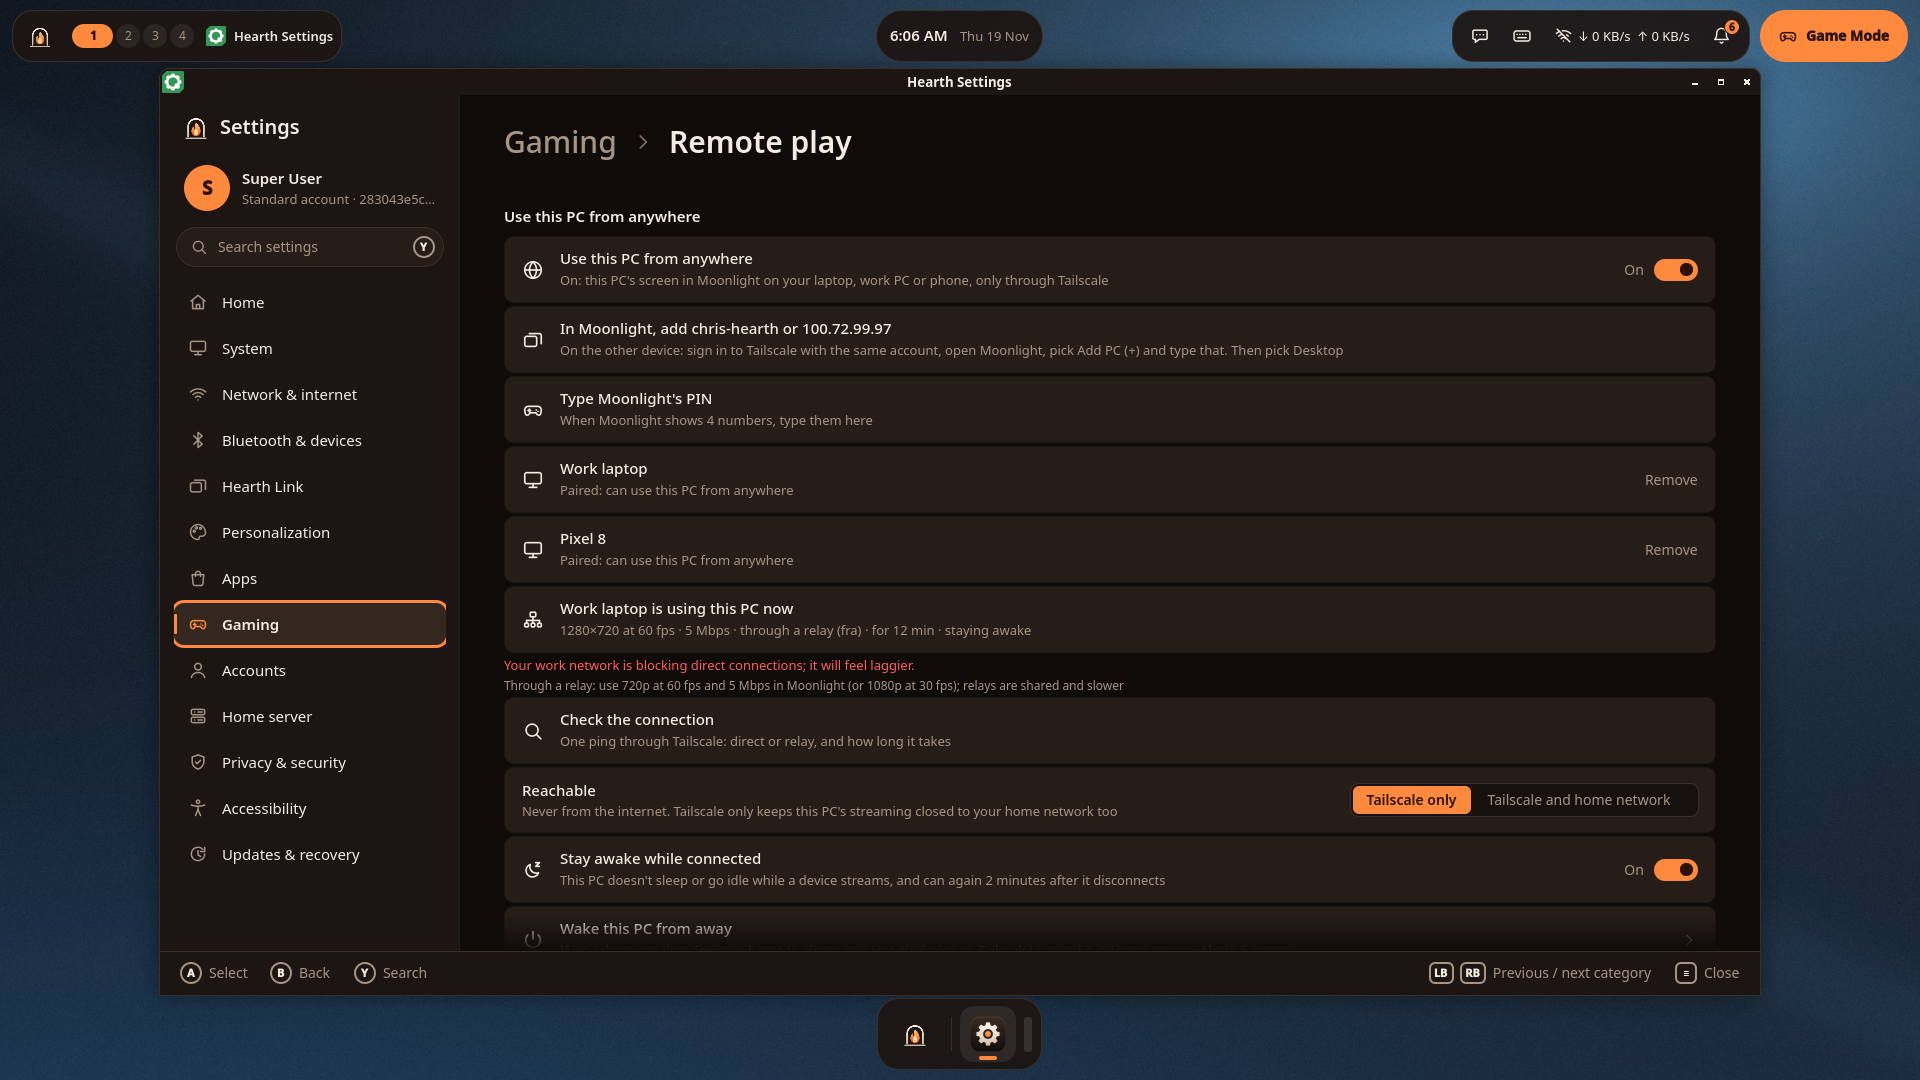 1 2 3 4 Hearth Settings
6:06 AM Thu 19 Nov
↓ 0 KB/s ↑ 0 KB/s
6
Game Mode
Hearth Settings
Settings
S
Super User
Standard account · 283043e5c...
Search settings
Y
Home
System
Network & internet
Bluetooth & devices
Hearth Link
Personalization
Apps
Gaming
Accounts
Home server
Privacy & security
Accessibility
Updates & recovery
Gaming > Remote play
Use this PC from anywhere
Use this PC from anywhere
On: this PC's screen in Moonlight on your laptop, work PC or phone, only through Tailscale
On
In Moonlight, add chris-hearth or 100.72.99.97
On the other device: sign in to Tailscale with the same account, open Moonlight, pick Add PC (+) and type that. Then pick Desktop
Type Moonlight's PIN
When Moonlight shows 4 numbers, type them here
Work laptop
Paired: can use this PC from anywhere
Remove
Pixel 8
Paired: can use this PC from anywhere
Remove
Work laptop is using this PC now
1280×720 at 60 fps · 5 Mbps · through a relay (fra) · for 12 min · staying awake
Your work network is blocking direct connections; it will feel laggier.
Through a relay: use 720p at 60 fps and 5 Mbps in Moonlight (or 1080p at 30 fps); relays are shared and slower
Check the connection
One ping through Tailscale: direct or relay, and how long it takes
Reachable
Never from the internet. Tailscale only keeps this PC's streaming closed to your home network too
Tailscale only
Tailscale and home network
Stay awake while connected
This PC doesn't sleep or go idle while a device streams, and can again 2 minutes after it disconnects
On
Wake this PC from away
A Select B Back Y Search
LB RB Previous / next category ≡ Close